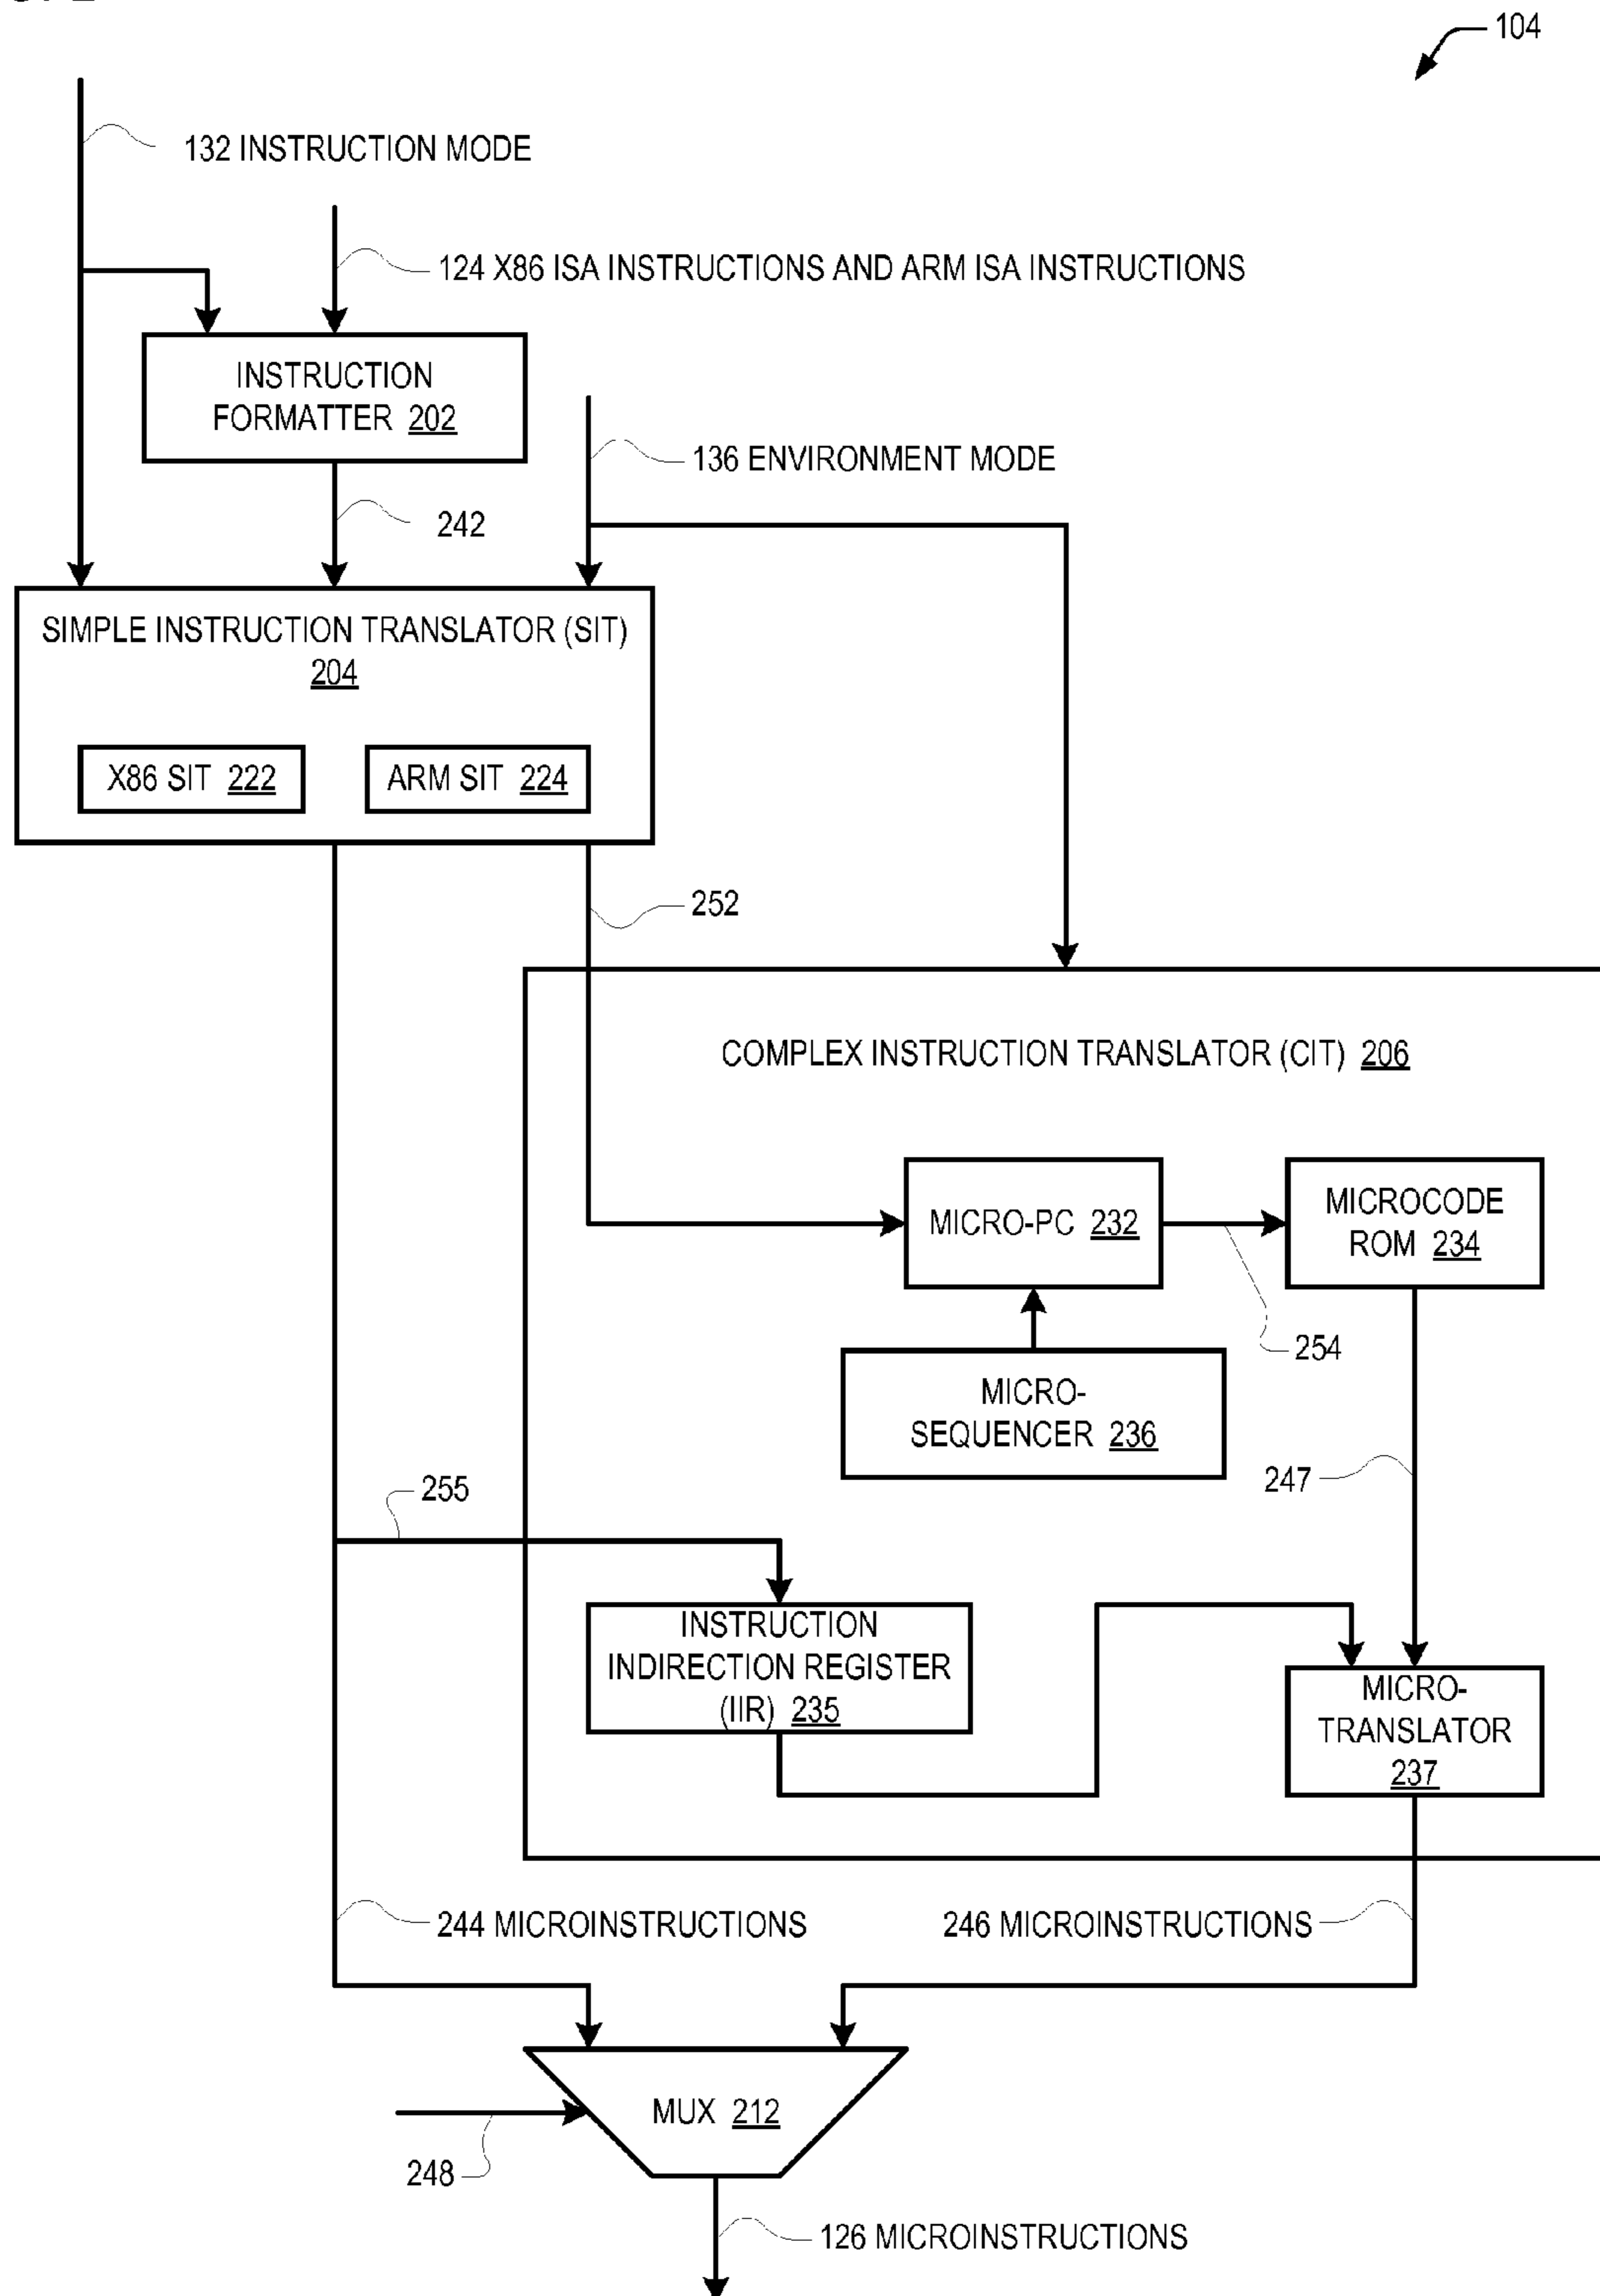 104
132 INSTRUCTION MODE
124 X86 ISA INSTRUCTIONS AND ARM ISA INSTRUCTIONS
INSTRUCTION
FORMATTER 202
136 ENVIRONMENT MODE
242
SIMPLE INSTRUCTION TRANSLATOR (SIT)
204
X86 SIT 222
ARM SIT 224
252
COMPLEX INSTRUCTION TRANSLATOR (CIT) 206
MICRO-PC 232
MICROCODE
ROM 234
254
MICRO-
SEQUENCER 236
247
255
INSTRUCTION
INDIRECTION REGISTER
(IIR) 235
MICRO-
TRANSLATOR
237
244 MICROINSTRUCTIONS
246 MICROINSTRUCTIONS
MUX 212
248
126 MICROINSTRUCTIONS